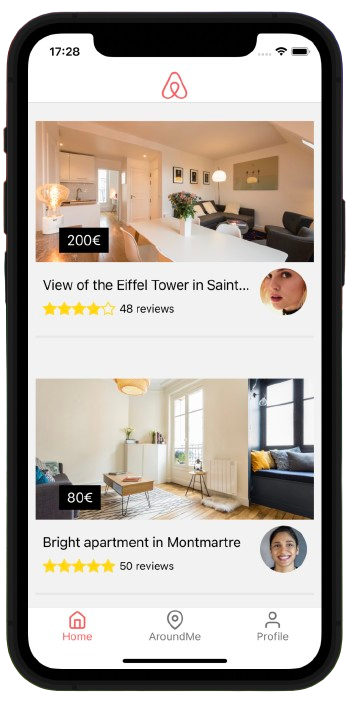 17:28
200€
View of the Eiffel Tower in Saint...
48 reviews
80€
Bright apartment in Montmartre
50 reviews
Home
AroundMe
Profile